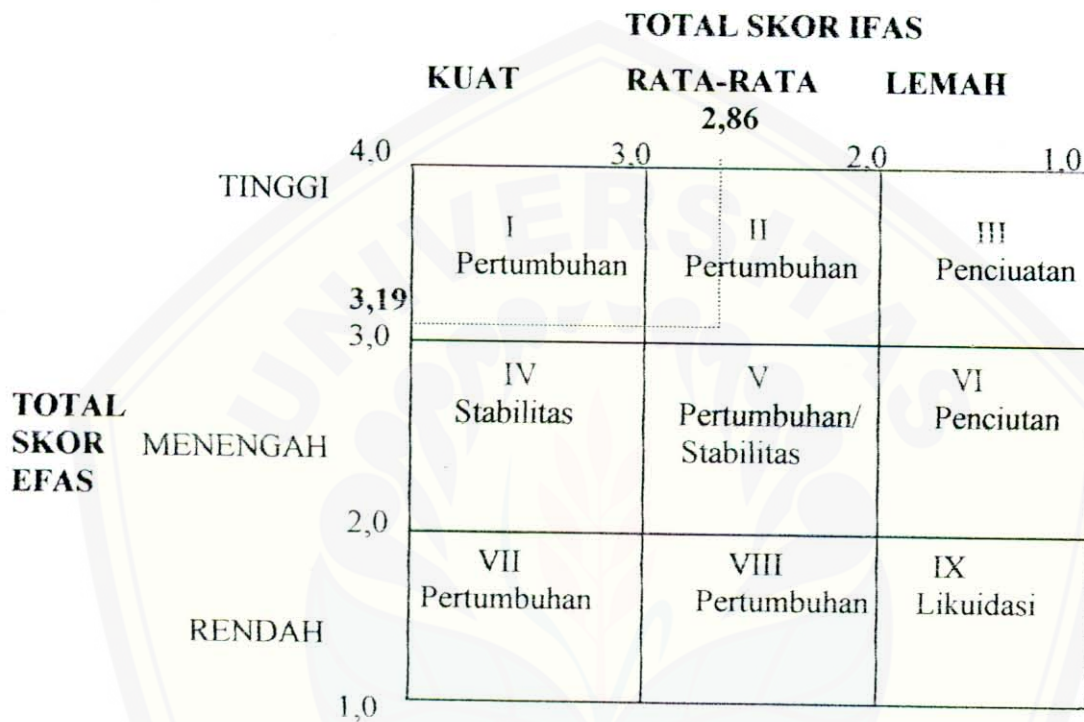 TOTAL SKOR IFAS
KUAT RATA-RATA LEMAH
2,86
4,0 3,0 2,0 1,0
TINGGI
I II III
Pertumbuhan Pertumbuhan Penciuatan
3,19
3,0
IV V VI
Stabilitas Pertumbuhan/ Penciutan
Stabilitas
TOTAL
SKOR MENENGAH
EFAS
2,0
VII VIII IX
Pertumbuhan Pertumbuhan Likuidasi
RENDAH
1,0
UNIVERSITAS